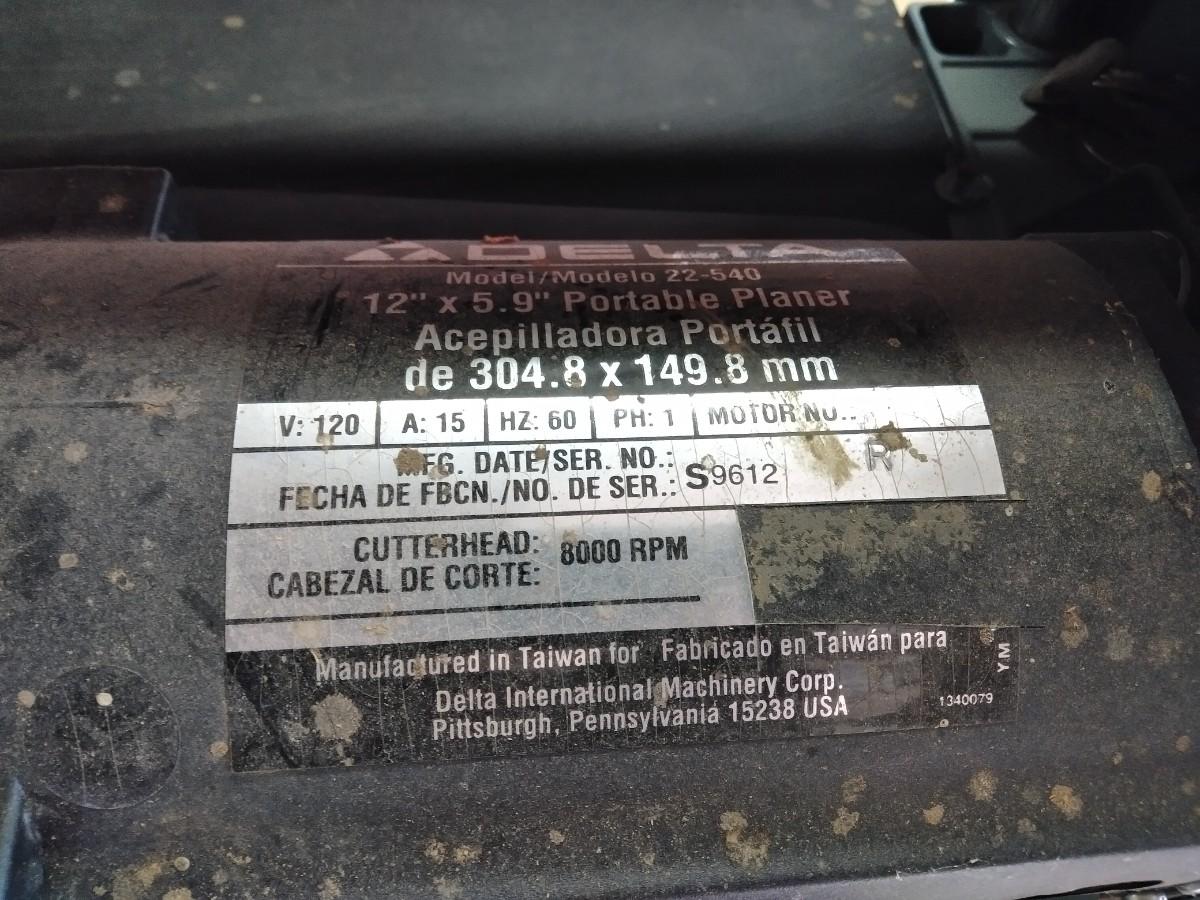 DELTA
Model/Modelo 22-540
12" x 5.9" Portable Planer
Acepilladora Portáfil
de 304.8 x 149.8 mm
V: 120 A: 15 HZ: 60 PH: 1 MOTOR NO.:
MFG. DATE/SER. NO.: R
FECHA DE FBCN./NO. DE SER.: S9612
CUTTERHEAD: 8000 RPM
CABEZAL DE CORTE:
Manufactured in Taiwan for Fabricado en Taiwán para
Delta International Machinery Corp.
Pittsburgh, Pennsylvania 15238 USA
1340079
YM